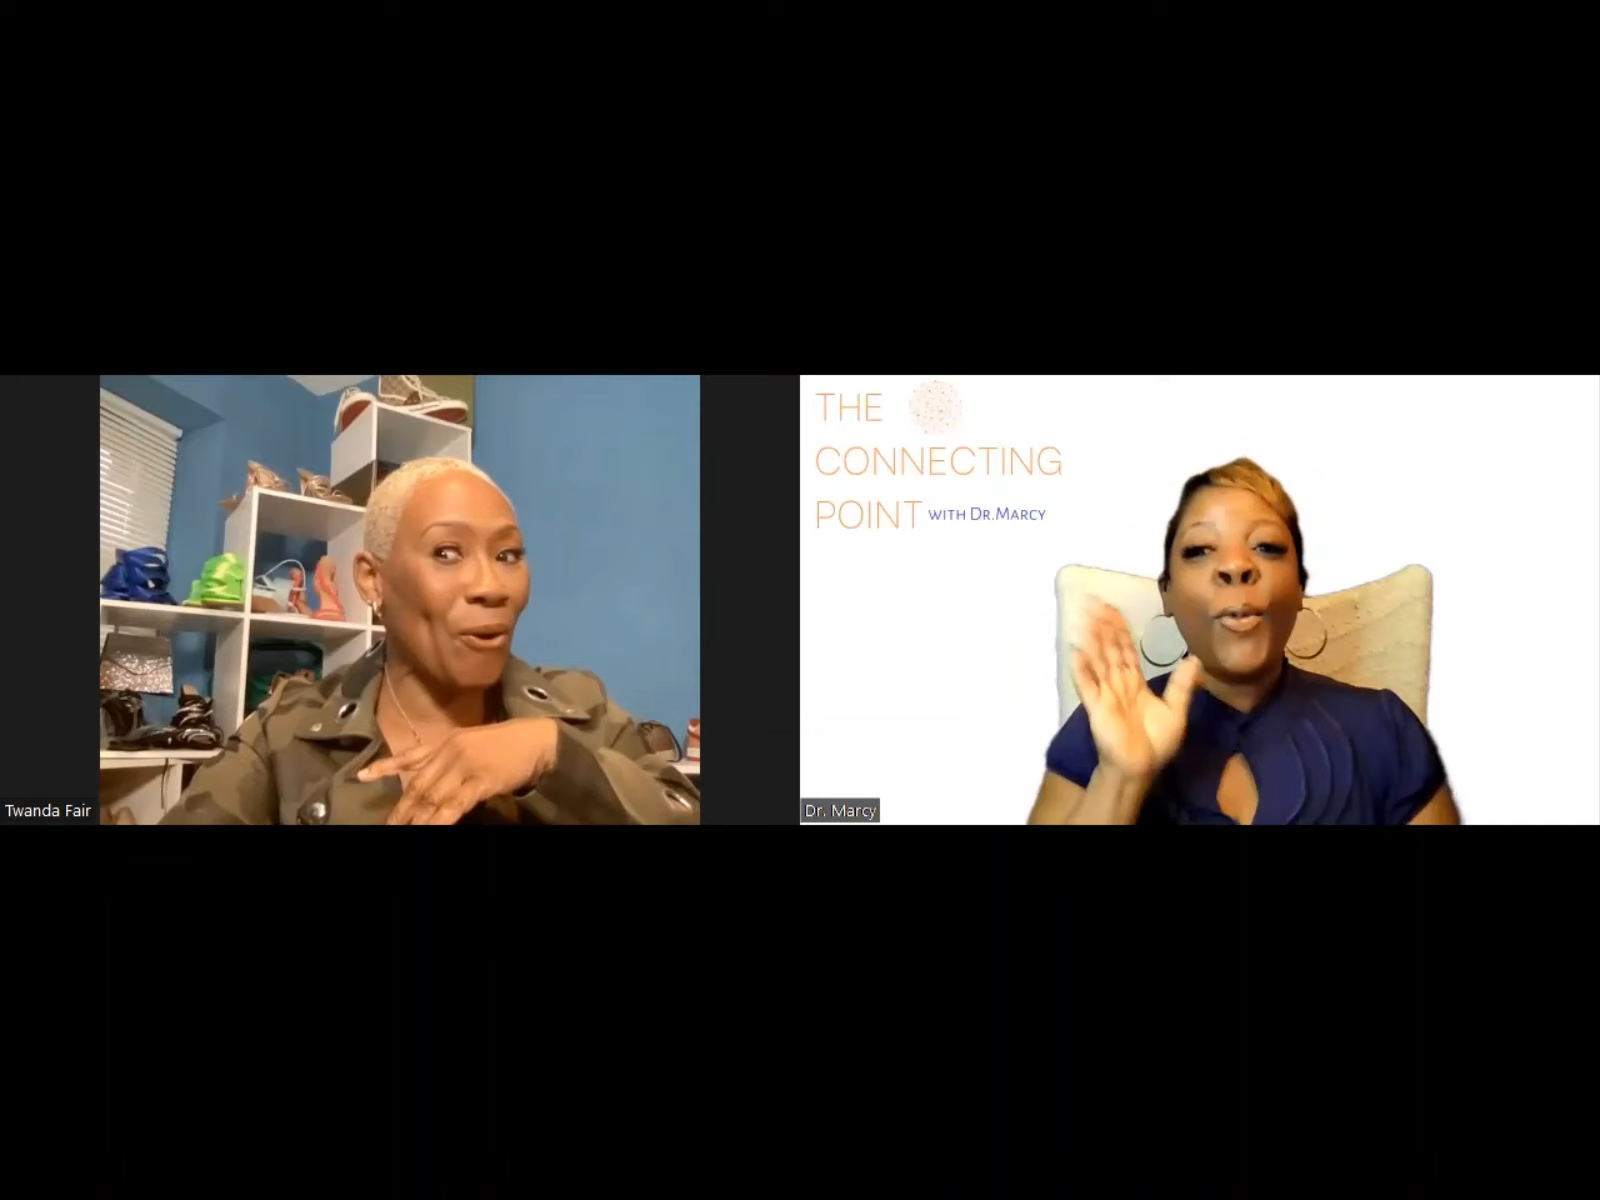 THE
CONNECTING
POINT WITH DR.MARCY
Twanda Fair
Dr. Marcy